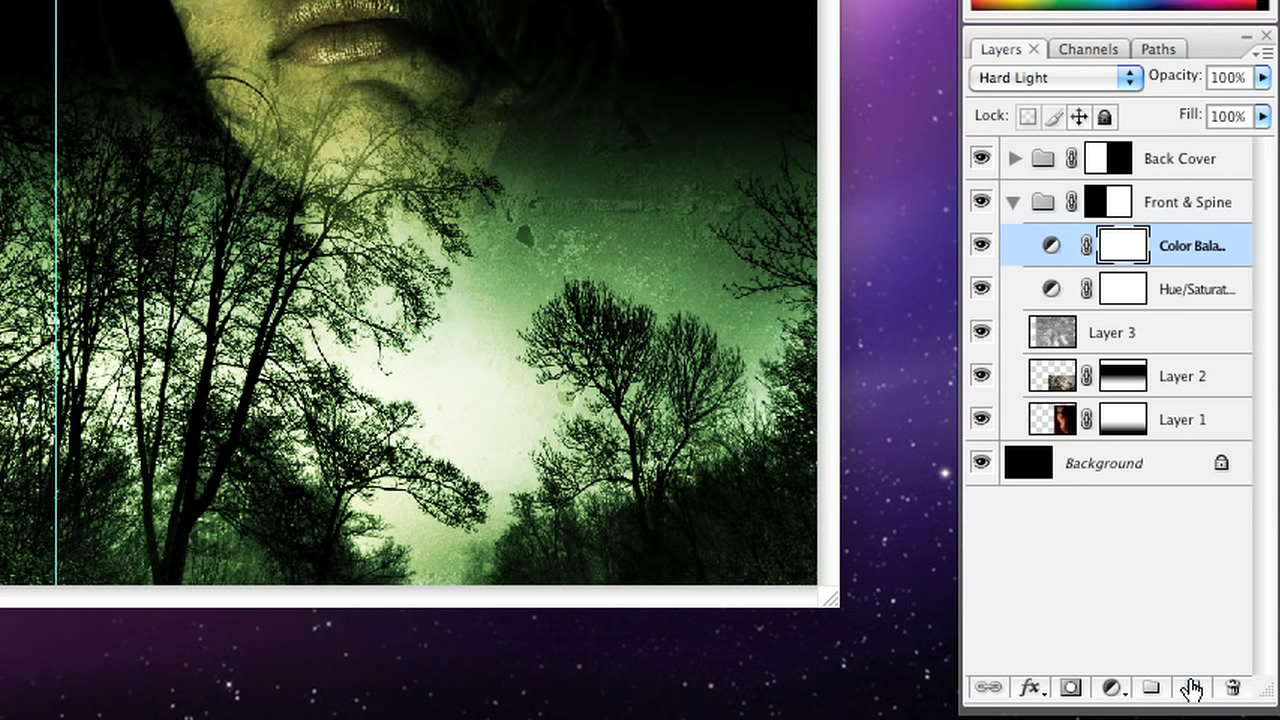 Layers Channels Paths
Hard Light Opacity: 100%
Lock: Fill: 100%
Back Cover
Front & Spine
Color Bala...
Hue/Saturat...
Layer 3
Layer 2
Layer 1
Background
fx